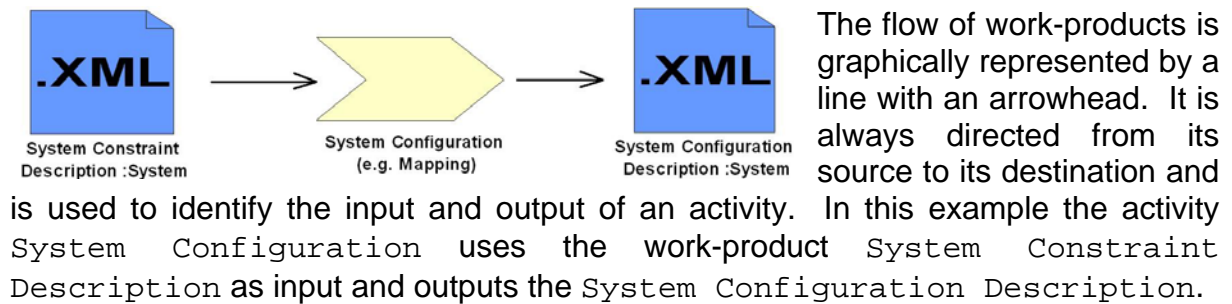 .XML
System Constraint
Description :System
System Configuration
(e.g. Mapping)
.XML
System Configuration
Description :System
The flow of work-products is
graphically represented by a
line with an arrowhead. It is
always directed from its
source to its destination and
is used to identify the input and output of an activity. In this example the activity
System Configuration uses the work-product System Constraint
Description as input and outputs the System Configuration Description.